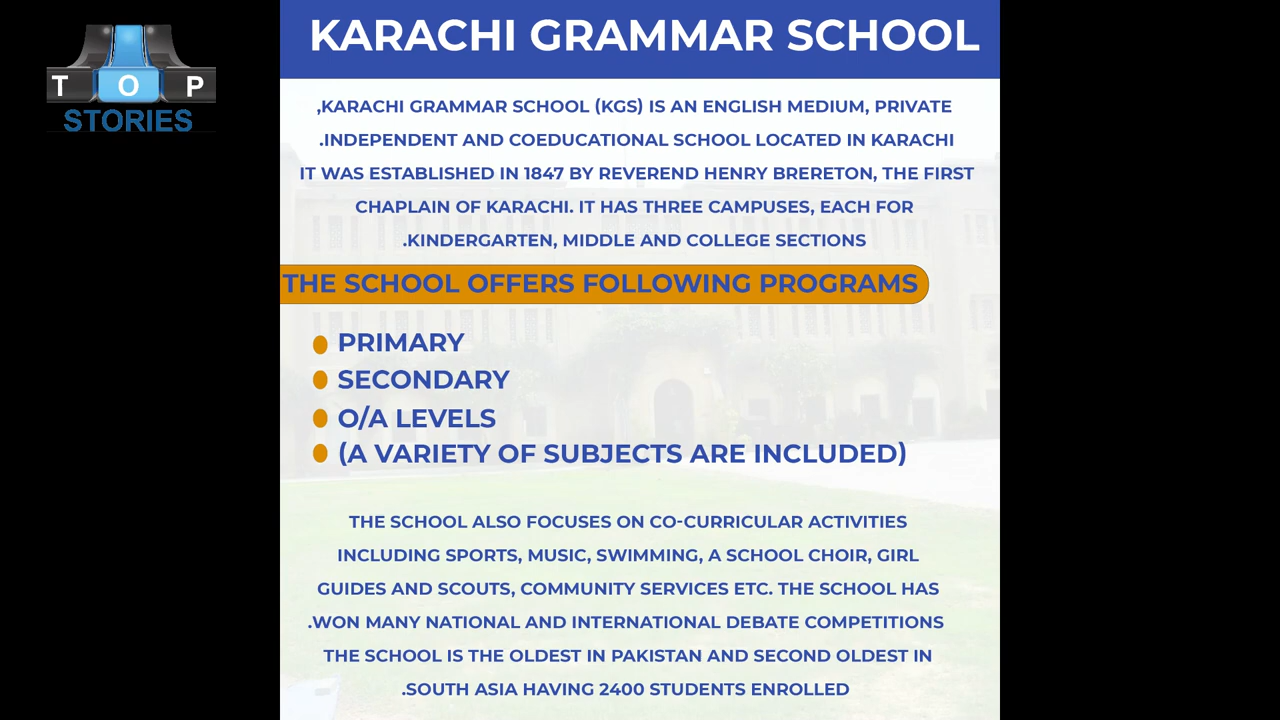 T O P
STORIES
KARACHI GRAMMAR SCHOOL
,KARACHI GRAMMAR SCHOOL (KGS) IS AN ENGLISH MEDIUM, PRIVATE
.INDEPENDENT AND COEDUCATIONAL SCHOOL LOCATED IN KARACHI
IT WAS ESTABLISHED IN 1847 BY REVEREND HENRY BRERETON, THE FIRST
CHAPLAIN OF KARACHI. IT HAS THREE CAMPUSES, EACH FOR
.KINDERGARTEN, MIDDLE AND COLLEGE SECTIONS
THE SCHOOL OFFERS FOLLOWING PROGRAMS
PRIMARY
SECONDARY
O/A LEVELS
(A VARIETY OF SUBJECTS ARE INCLUDED)
THE SCHOOL ALSO FOCUSES ON CO-CURRICULAR ACTIVITIES
INCLUDING SPORTS, MUSIC, SWIMMING, A SCHOOL CHOIR, GIRL
GUIDES AND SCOUTS, COMMUNITY SERVICES ETC. THE SCHOOL HAS
.WON MANY NATIONAL AND INTERNATIONAL DEBATE COMPETITIONS
THE SCHOOL IS THE OLDEST IN PAKISTAN AND SECOND OLDEST IN
.SOUTH ASIA HAVING 2400 STUDENTS ENROLLED